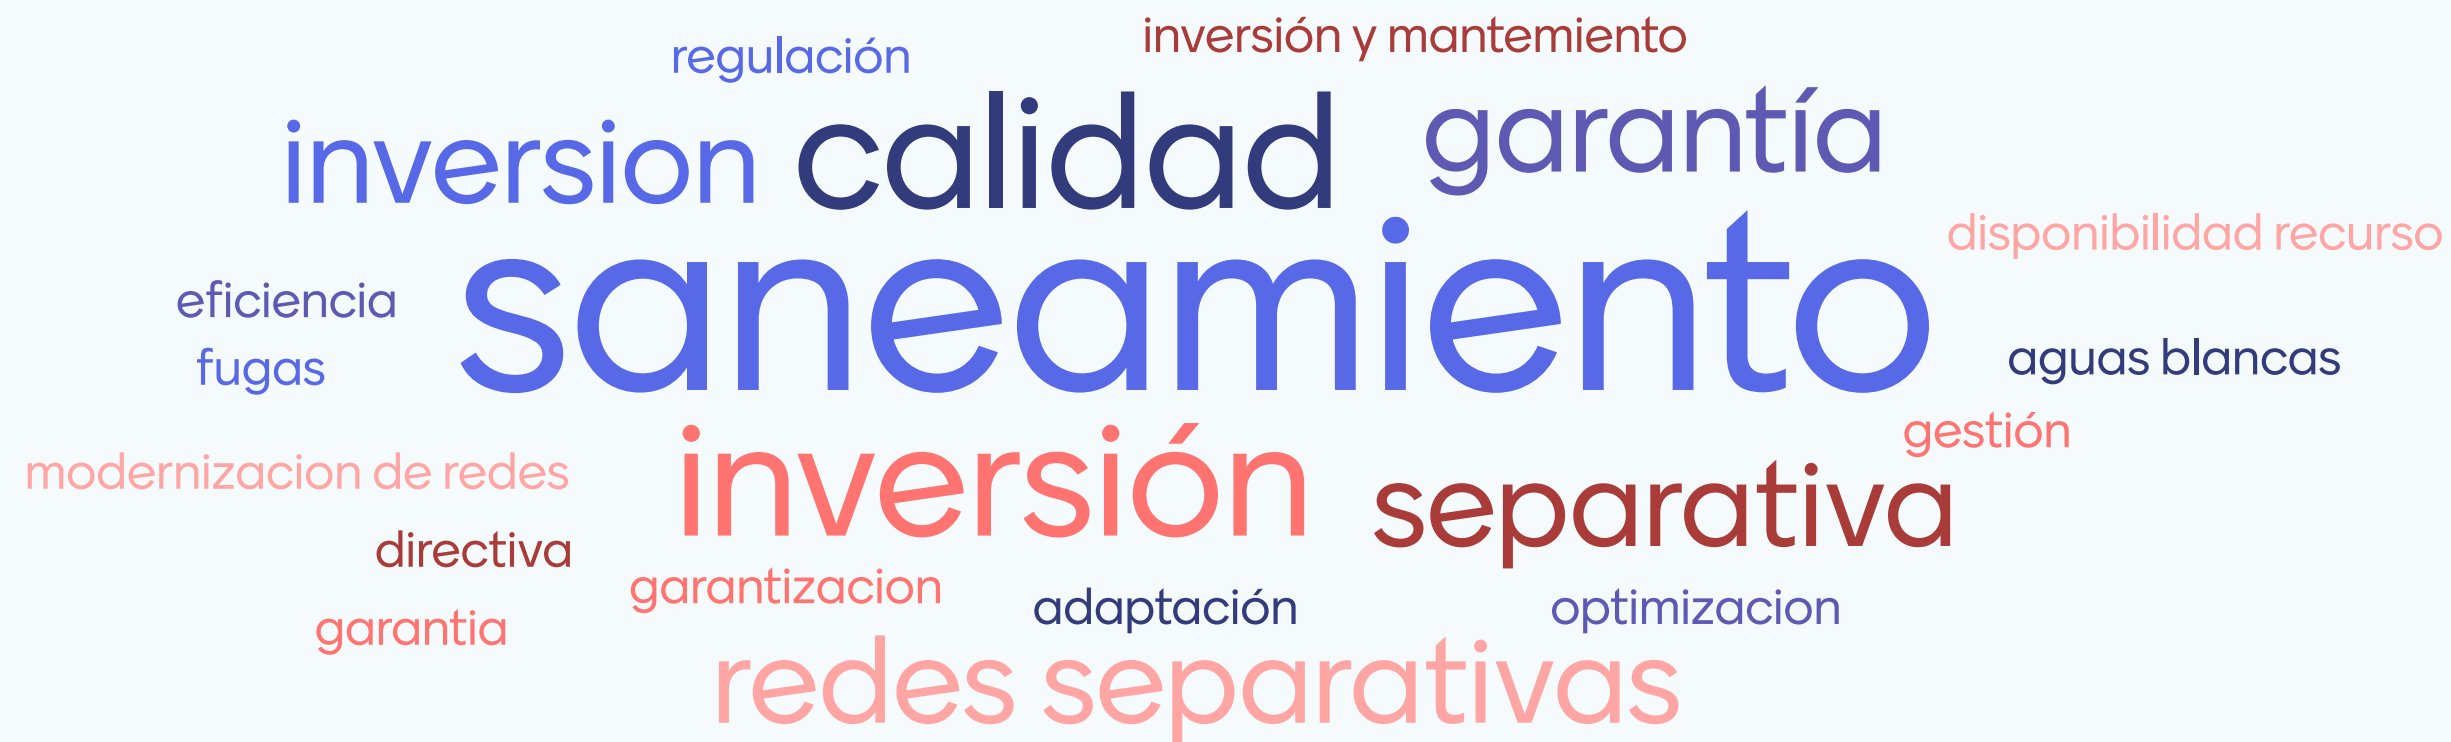 inversión y mantemiento
regulación
inversion calidad garantía
disponibilidad recurso
saneamiento
eficiencia
fugas
aguas blancas
gestión
modernizacion de redes
inversión
separativa
directiva
garantizacion
adaptación
optimizacion
garantia
redes separativas